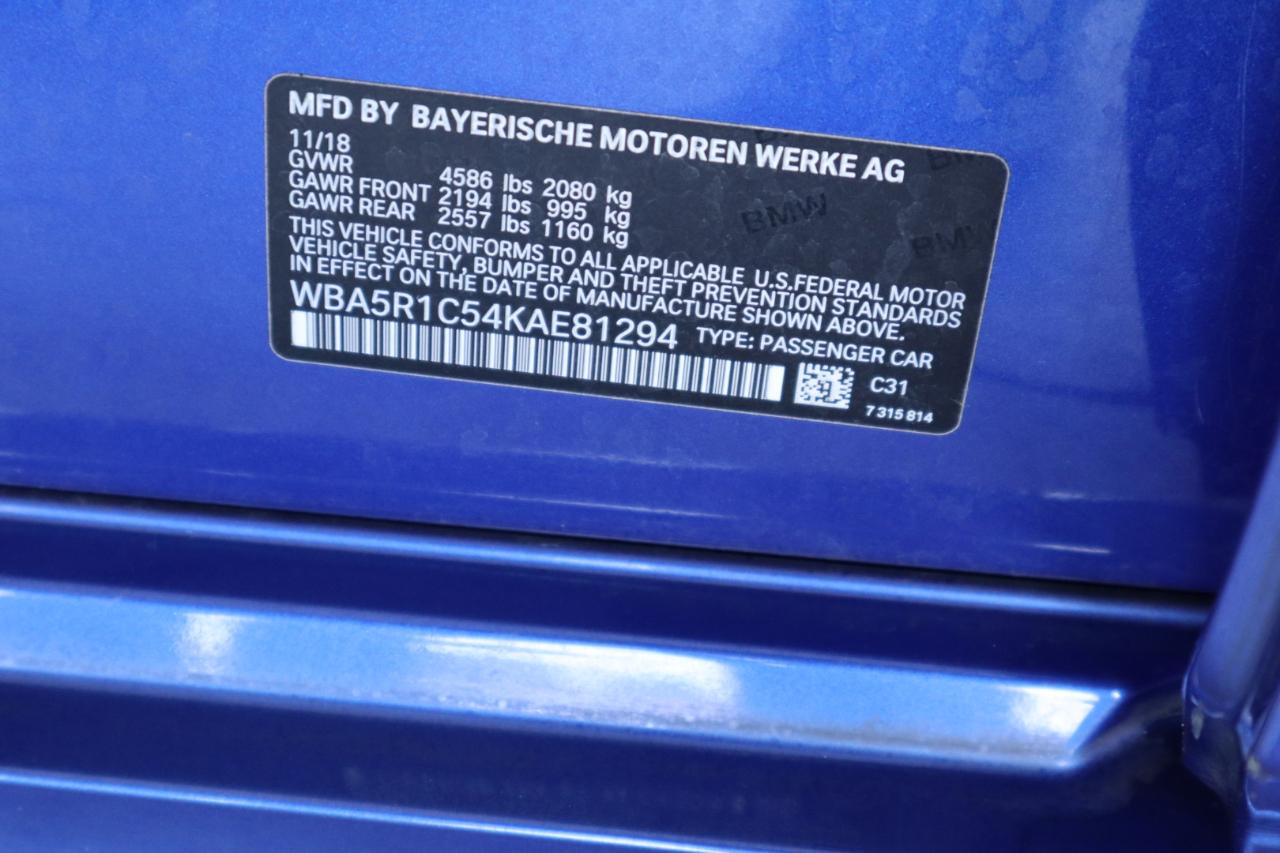 MFD BY BAYERISCHE MOTOREN WERKE AG
11/18
GVWR 4586 lbs 2080 kg
GAWR FRONT 2194 lbs 995 kg
GAWR REAR 2557 lbs 1160 kg
THIS VEHICLE CONFORMS TO ALL APPLICABLE U.S.FEDERAL MOTOR
VEHICLE SAFETY, BUMPER AND THEFT PREVENTION STANDARDS
IN EFFECT ON THE DATE OF MANUFACTURE SHOWN ABOVE.
WBA5R1C54KAE81294 TYPE: PASSENGER CAR
C31
7 315 814
BMW
BMW